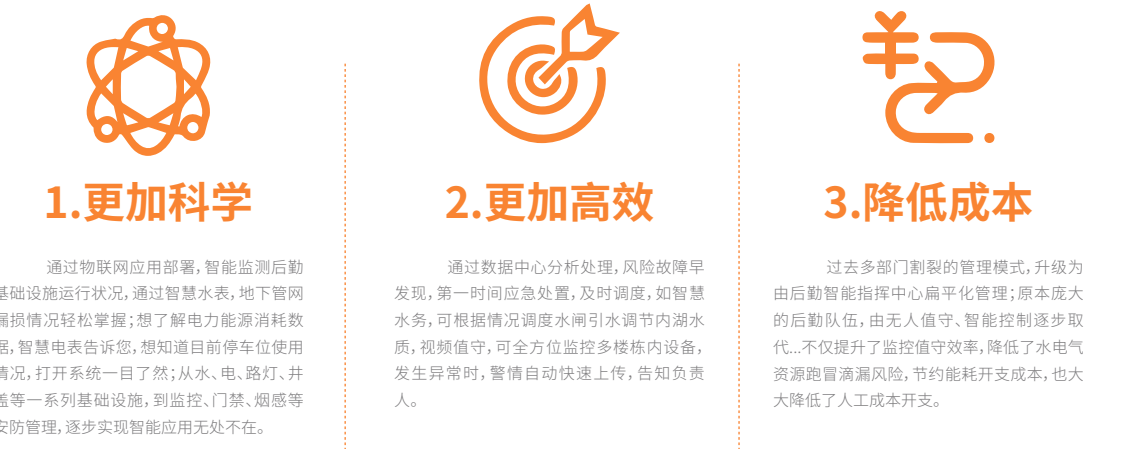 1.更加科学
通过物联网应用部署,智能监测后勤
基础设施运行状况,通过智慧水表,地下管网
漏损情况轻松掌握;想了解电力能源消耗数
据,智慧电表告诉您,想知道目前停车位使用
情况,打开系统一目了然;从水、电、路灯、井
盖等一系列基础设施,到监控、门禁、烟感等
安防管理,逐步实现智能应用无处不在。
2.更加高效
通过数据中心分析处理,风险故障早
发现,第一时间应急处置,及时调度,如智慧
水务,可根据情况调度水闸引水调节内湖水
质,视频值守,可全方位监控多楼栋内设备,
发生异常时,警情自动快速上传,告知负责
人。
3.降低成本
过去多部门割裂的管理模式,升级为
由后勤智能指挥中心扁平化管理;原本庞大
的后勤队伍,由无人值守、智能控制逐步取
代...不仅提升了监控值守效率,降低了水电气
资源跑冒滴漏风险,节约能耗开支成本,也大
大降低了人工成本开支。